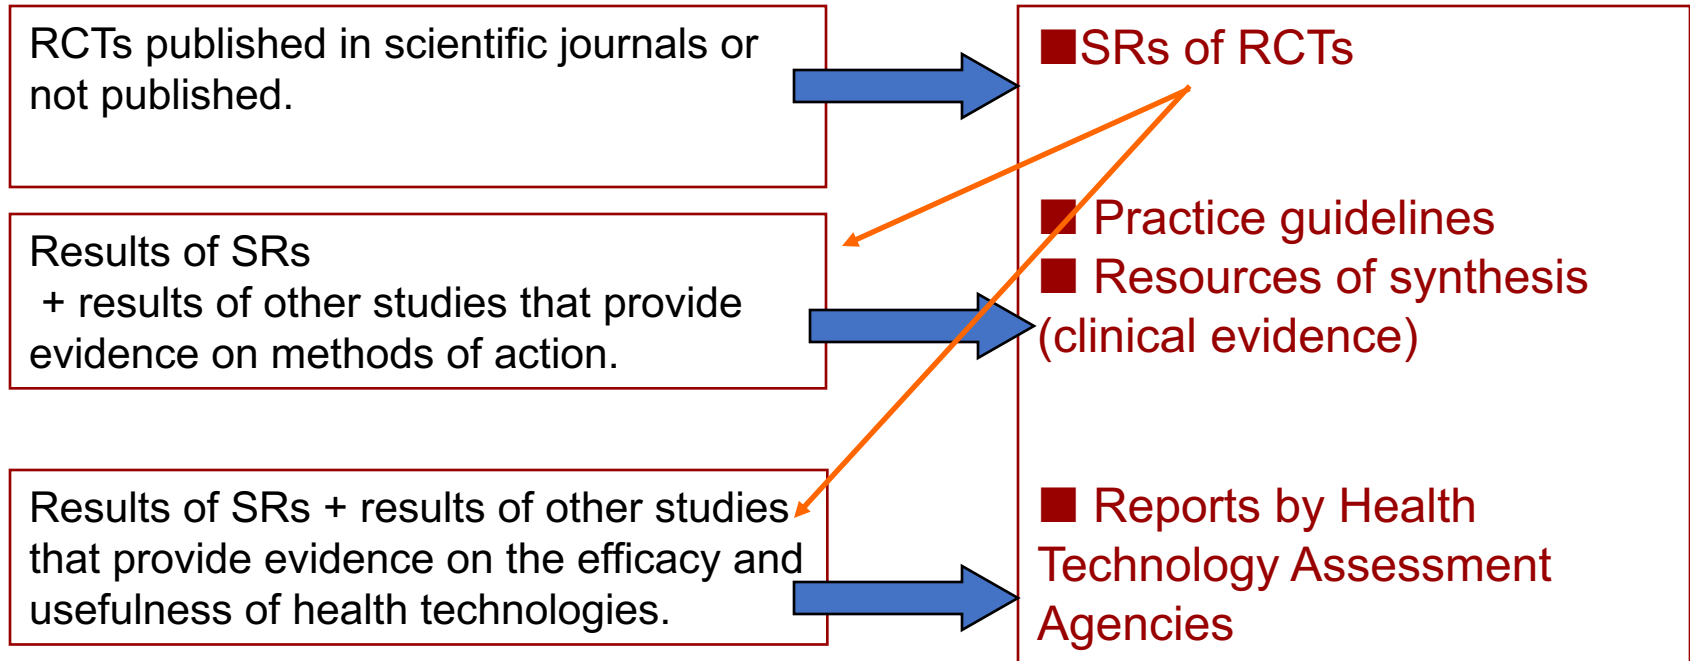 RCTs published in scientific journals or
not published.
Results of SRs
+ results of other studies that provide
evidence on methods of action.
Results of SRs + results of other studies
that provide evidence on the efficacy and
usefulness of health technologies.
■SRs of RCTs
■ Practice guidelines
■ Resources of synthesis
(clinical evidence)
■ Reports by Health
Technology Assessment
Agencies